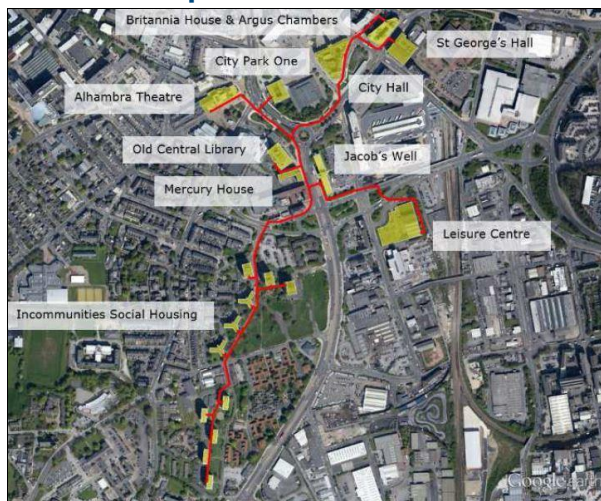 Britannia House & Argus Chambers
St George's Hall
City Park One
City Hall
Alhambra Theatre
Old Central Library
Jacob's Well
Mercury House
Leisure Centre
Incommunities Social Housing
Google earth